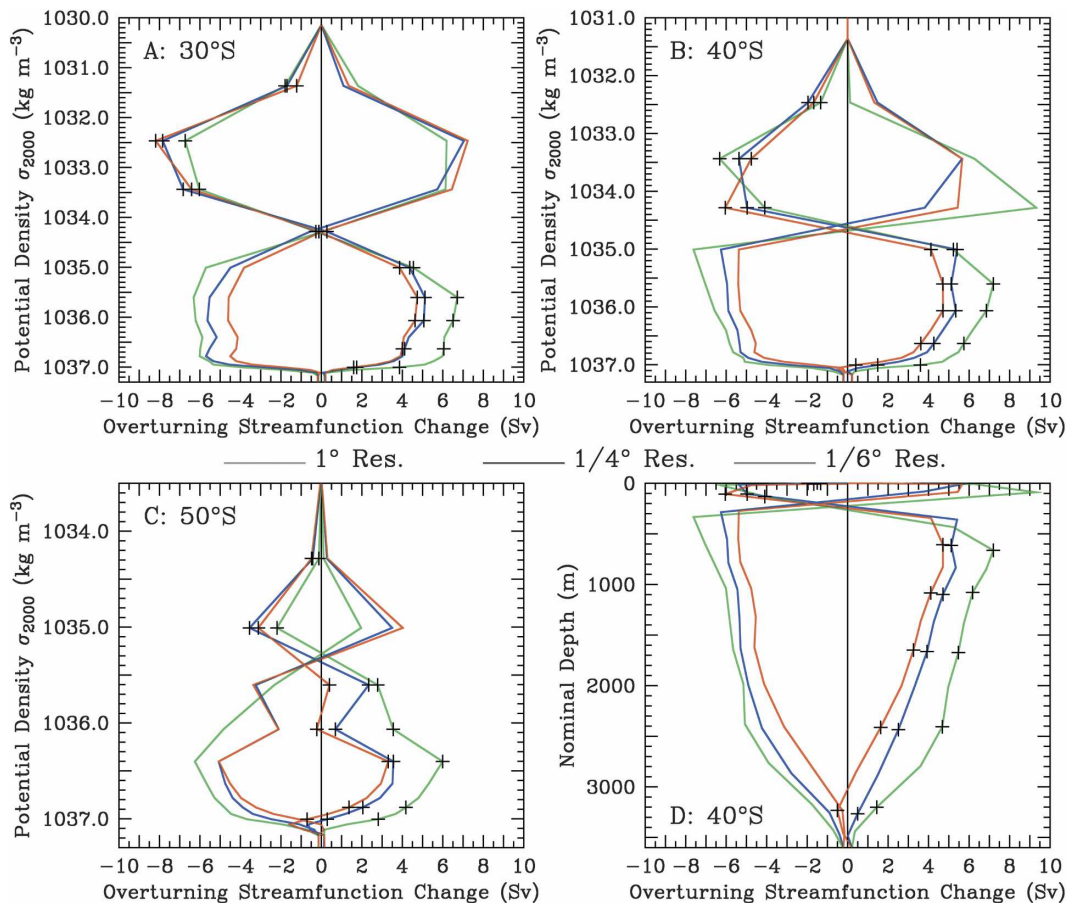 A: 30°S
Potential Density σ2000 (kg m−3)
1030.0
1031.0
1032.0
1033.0
1034.0
1035.0
1036.0
1037.0
−10 −8 −6 −4 −2 0 2 4 6 8 10
Overturning Streamfunction Change (Sv)
B: 40°S
Potential Density σ2000 (kg m−3)
1031.0
1032.0
1033.0
1034.0
1035.0
1036.0
1037.0
−10 −8 −6 −4 −2 0 2 4 6 8 10
Overturning Streamfunction Change (Sv)
1° Res. 1/4° Res. 1/6° Res.
C: 50°S
Potential Density σ2000 (kg m−3)
1034.0
1035.0
1036.0
1037.0
−10 −8 −6 −4 −2 0 2 4 6 8 10
Overturning Streamfunction Change (Sv)
Nominal Depth (m)
0
1000
2000
3000
D: 40°S
−10 −8 −6 −4 −2 0 2 4 6 8 10
Overturning Streamfunction Change (Sv)